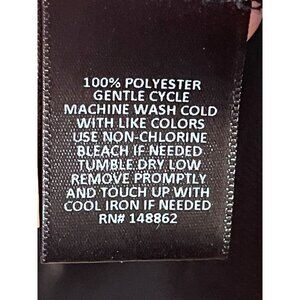 100% POLYESTER
GENTLE CYCLE
MACHINE WASH COLD
WITH LIKE COLORS
USE NON-CHLORINE
BLEACH IF NEEDED
TUMBLE DRY LOW
REMOVE PROMPTLY
AND TOUCH UP WITH
COOL IRON IF NEEDED
RN# 148862